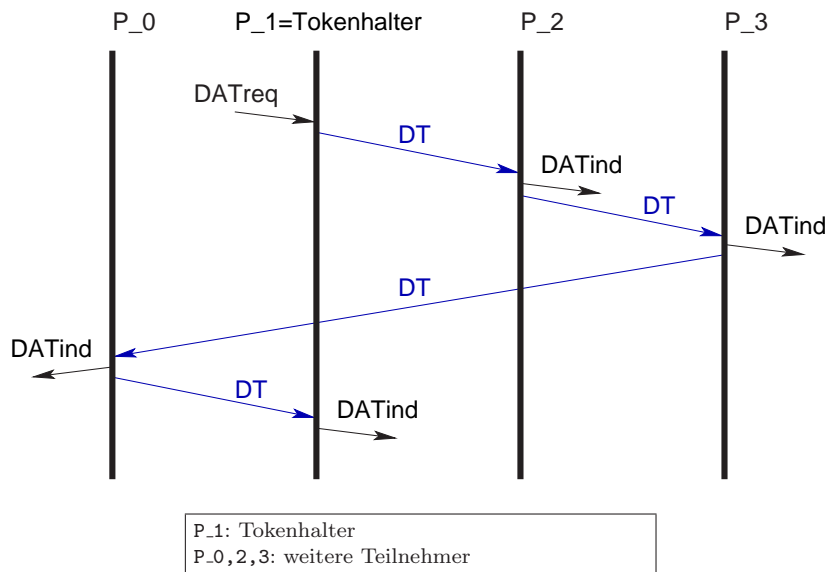 P_0 P_1=Tokenhalter P_2 P_3
DATreq
DT
DATind
DT
DATind
DT
DATind
DT
DATind
P_1: Tokenhalter
P_0,2,3: weitere Teilnehmer